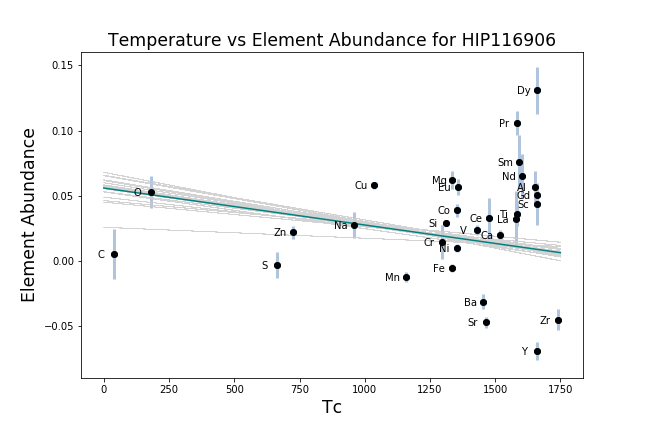 Temperature vs Element Abundance for HIP116906
Element Abundance
0.15
0.10
0.05
0.00
−0.05
Dy
Pr
Sm
Nd
Mg
Cu
Eu
Al
O
Gd
Sc
Co
Ti
La
Ce
Si
Na
V
Zn
Ca
Cr
Ni
C
S
Fe
Mn
Ba
Zr
Sr
Y
0
250
500
750
1000
1250
1500
1750
Tc